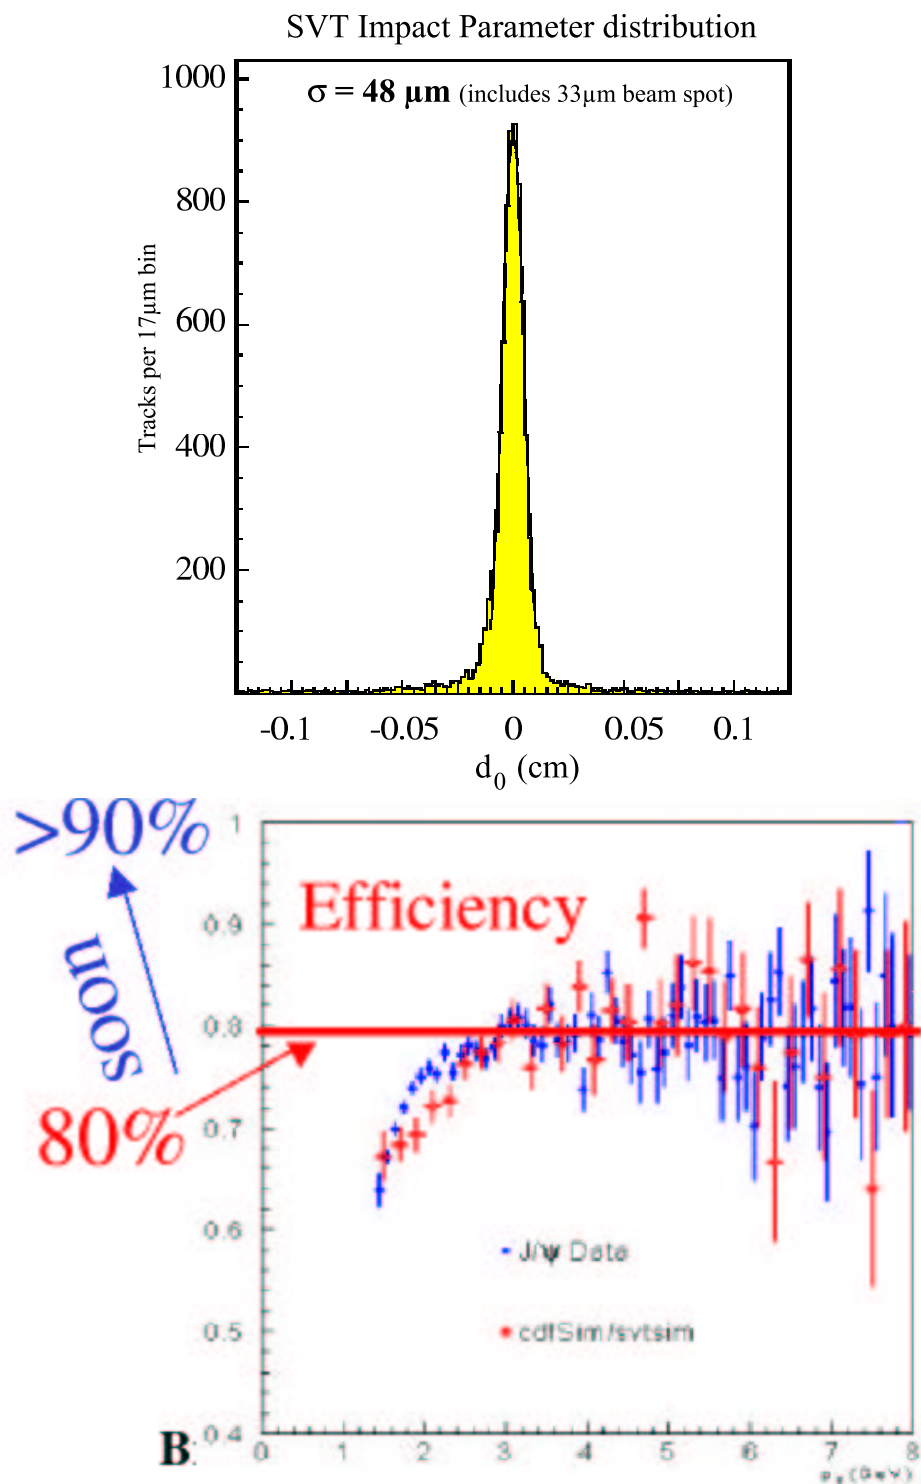 SVT Impact Parameter distribution
σ = 48 µm (includes 33µm beam spot)
1000
800
600
400
200
Tracks per 17µm bin
-0.1 -0.05 0 0.05 0.1
d0 (cm)
>90%
soon
80%
Efficiency
1
0.9
0.8
0.7
0.6
0.5
0.4
J/ψ Data
cdfSim/svtsim
B:
0 1 2 3 4 5 6 7 8
(GeV)